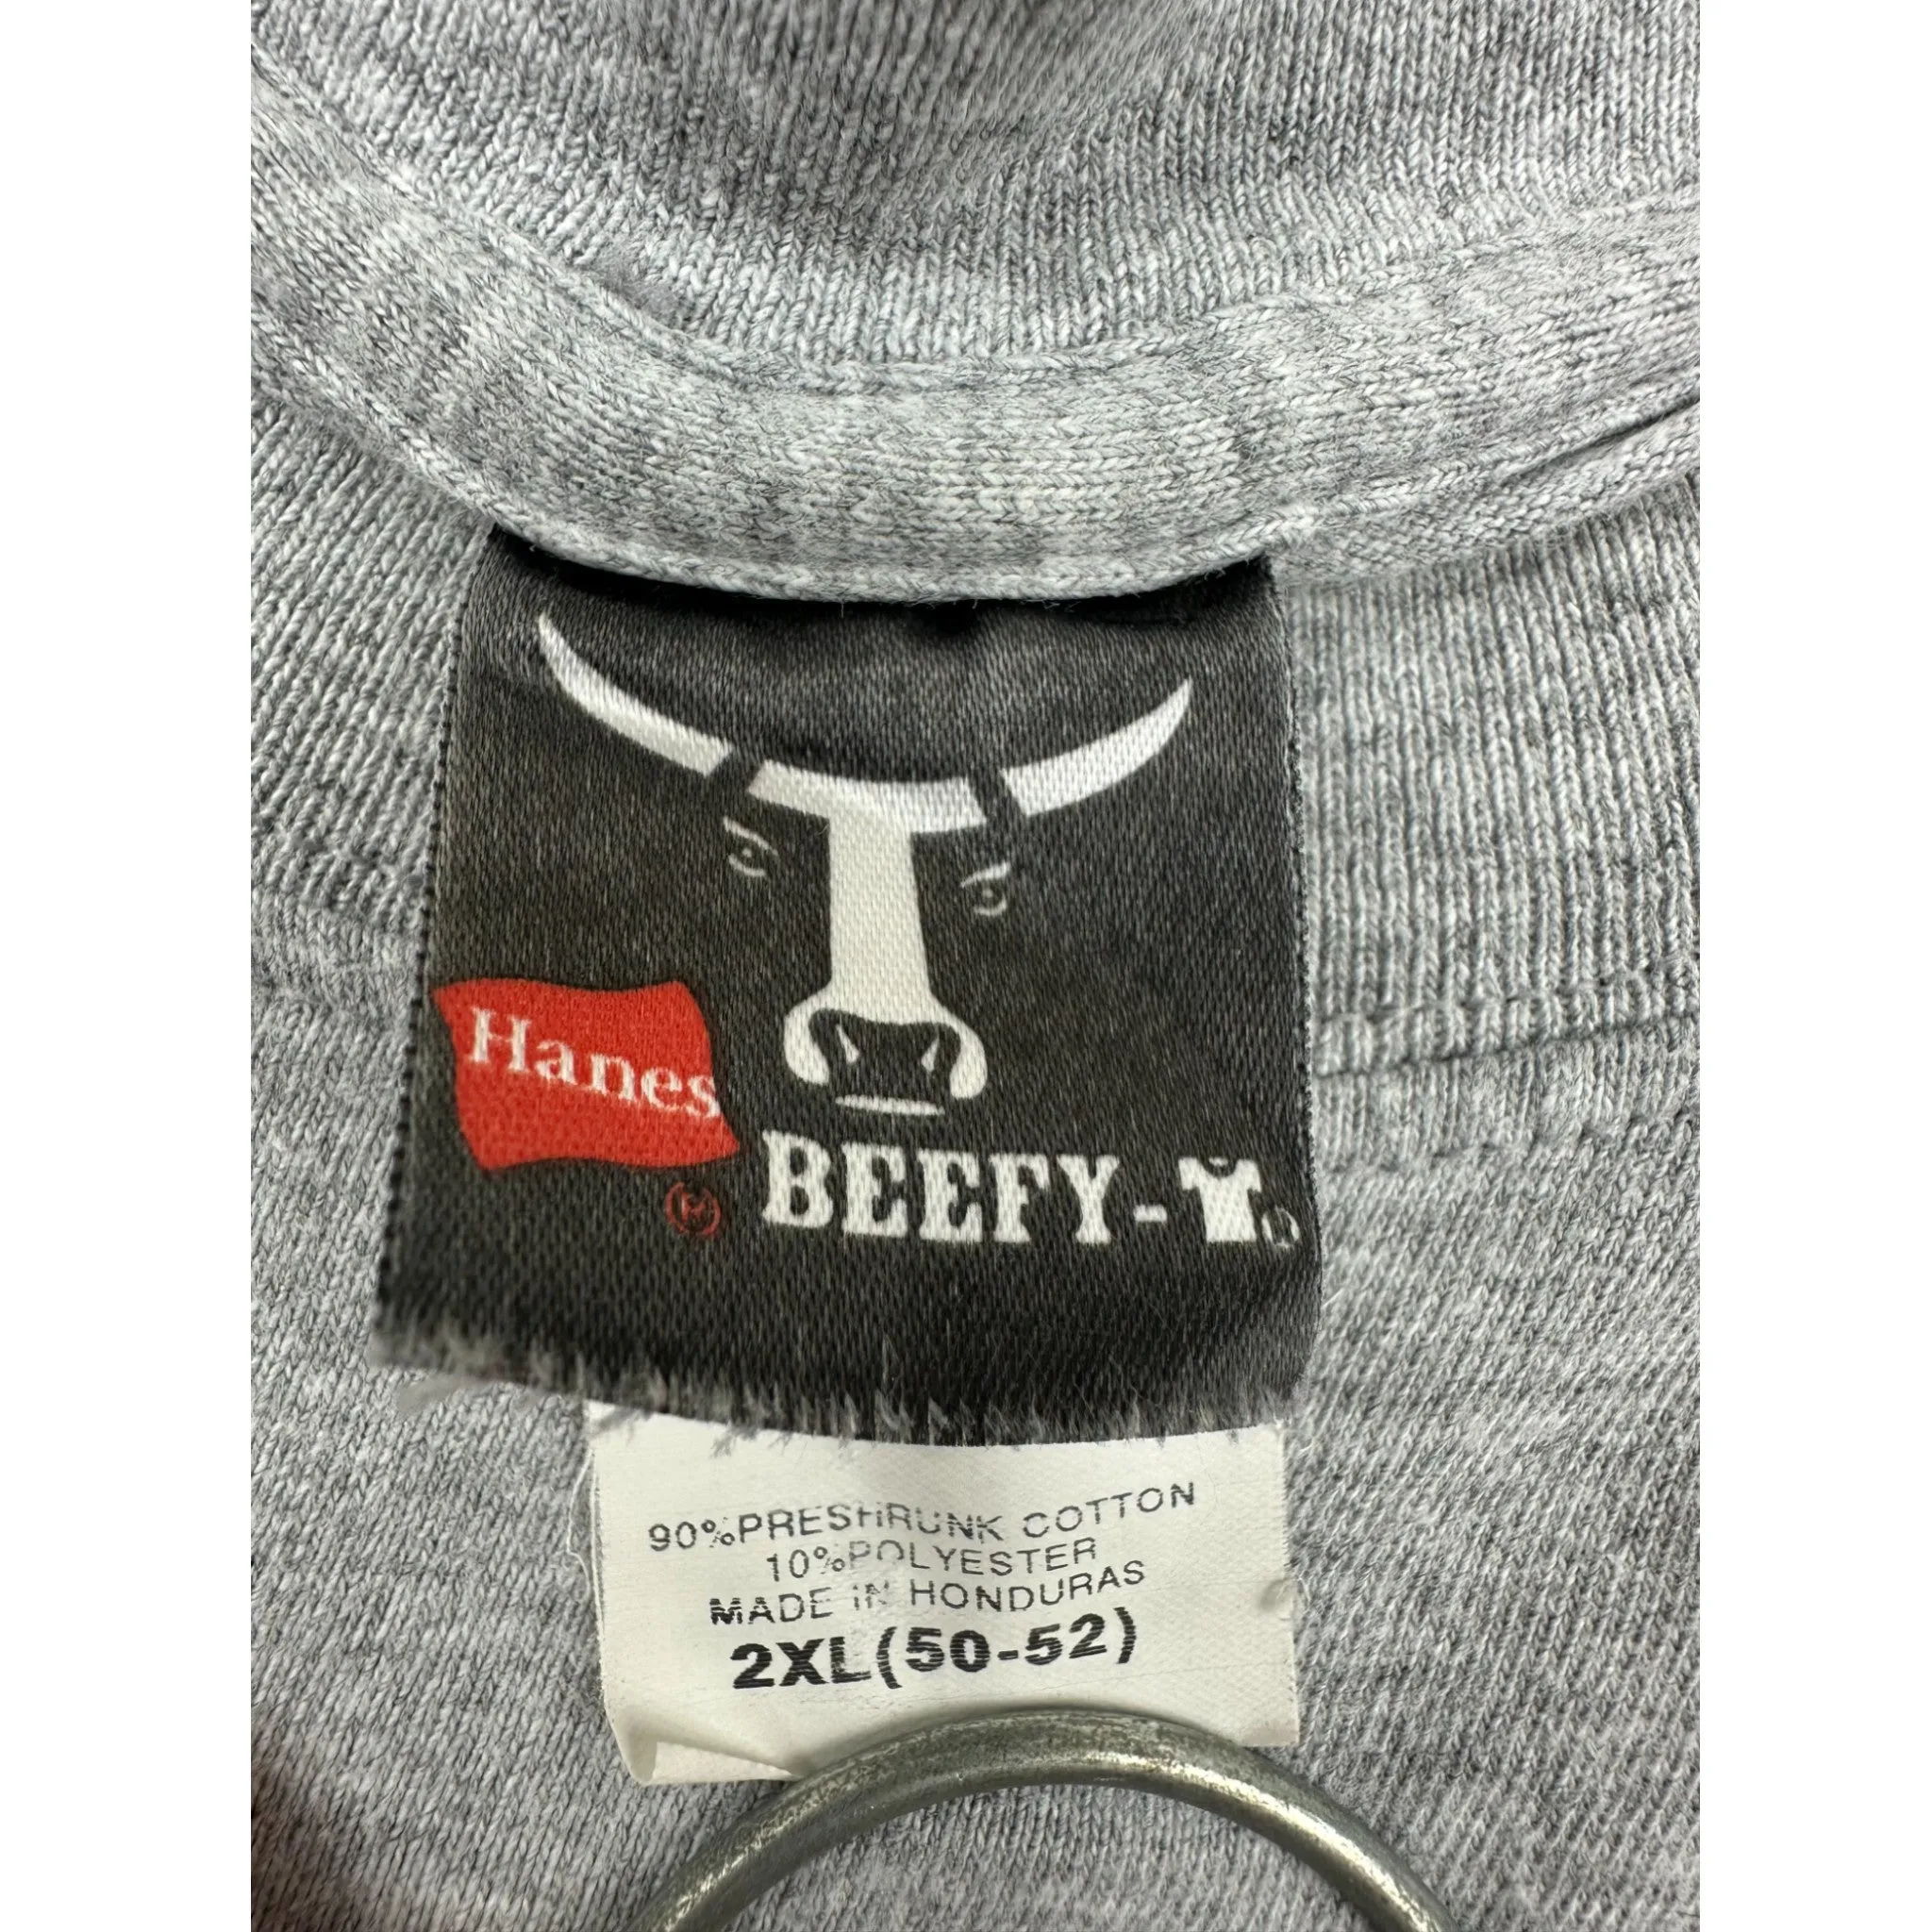 Hanes
BEEFY-
90%PRESHRUNK COTTON
10%POLYESTER
MADE IN HONDURAS
2XL(50-52)